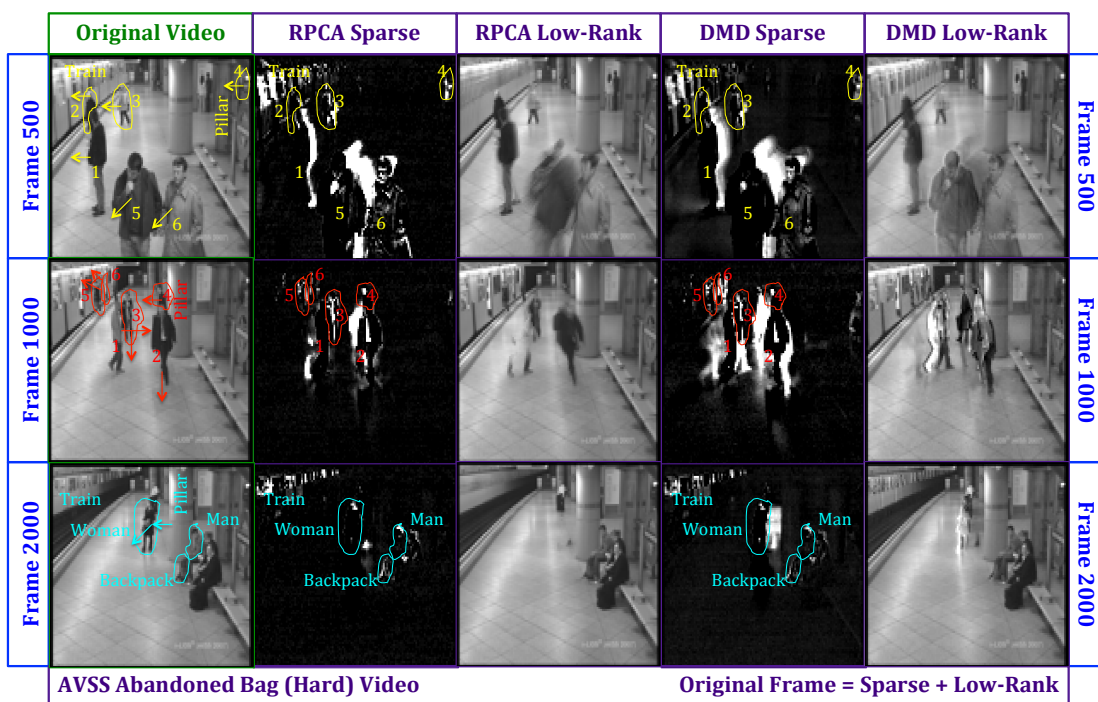 Original Video
RPCA Sparse
RPCA Low-Rank
DMD Sparse
DMD Low-Rank
Frame 500
Train
4
2
3
Pillar
1
5
6
Train
4
2
3
1
5
6
Train
4
2
3
1
5
6
Frame 500
Frame 1000
6
5
4
Pillar
3
1
2
6
5
4
3
1
2
6
5
4
3
1
2
Frame 1000
Frame 2000
Train
Pillar
Woman
Man
Backpack
Train
Woman
Man
Backpack
Train
Woman
Man
Backpack
Frame 2000
AVSS Abandoned Bag (Hard) Video
Original Frame = Sparse + Low-Rank